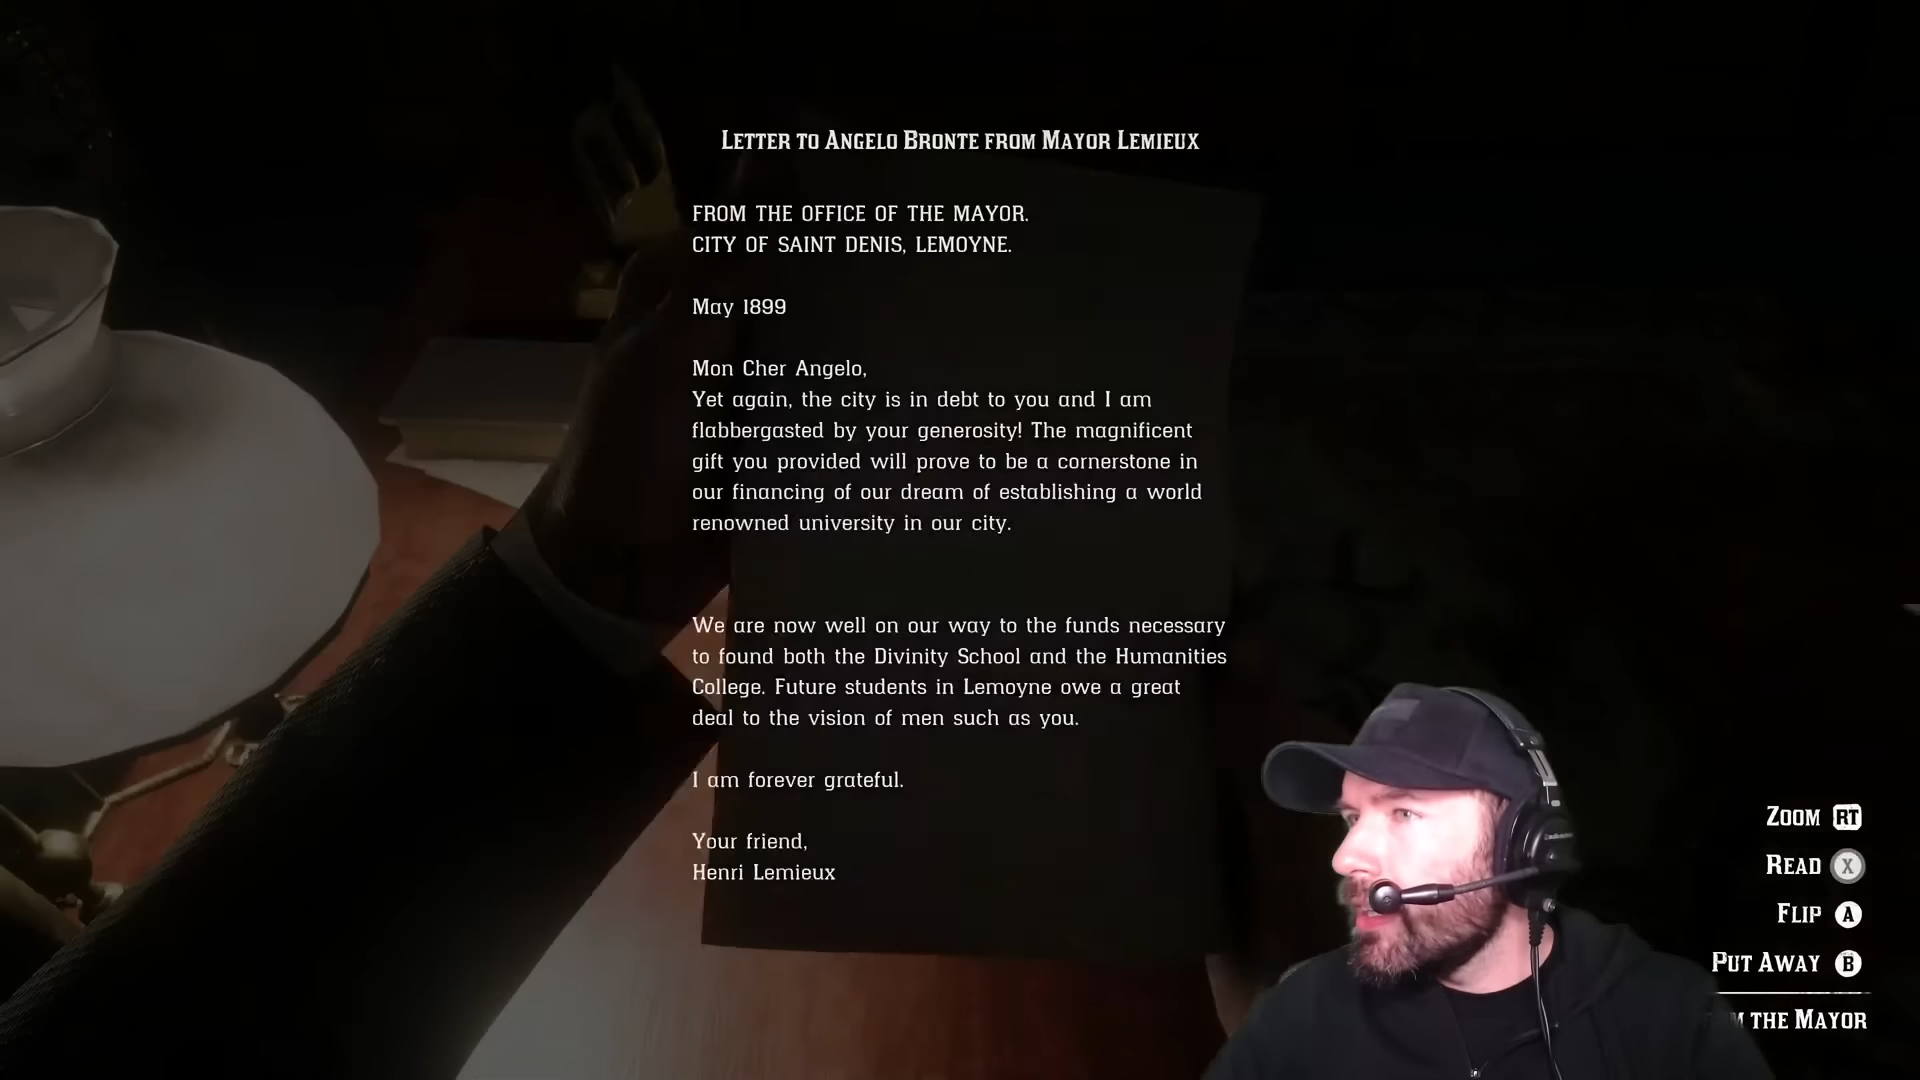 LETTER TO ANGELO BRONTE FROM MAYOR LEMIEUX
FROM THE OFFICE OF THE MAYOR.
CITY OF SAINT DENIS, LEMOYNE.
May 1899
Mon Cher Angelo,
Yet again, the city is in debt to you and I am
flabbergasted by your generosity! The magnificent
gift you provided will prove to be a cornerstone in
our financing of our dream of establishing a world
renowned university in our city.
We are now well on our way to the funds necessary
to found both the Divinity School and the Humanities
College. Future students in Lemoyne owe a great
deal to the vision of men such as you.
I am forever grateful.
Your friend,
Henri Lemieux
ZOOM RT
READ X
FLIP A
PUT AWAY B
THE MAYOR